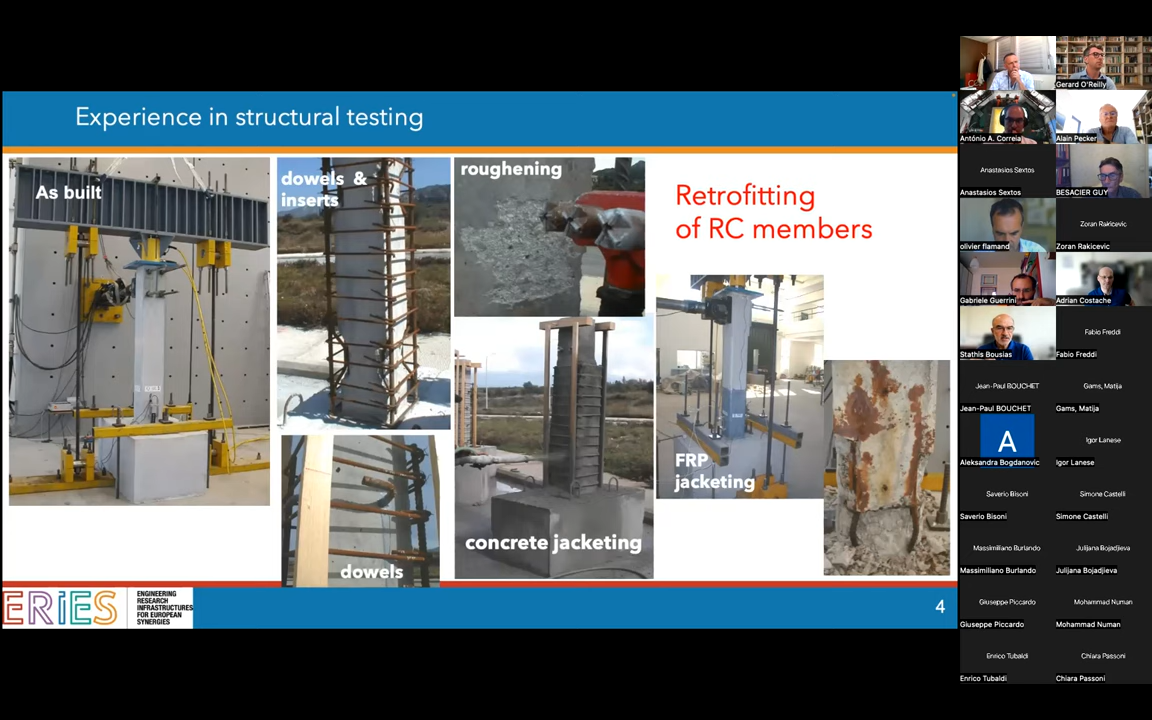 Experience in structural testing
As built
dowels &
inserts
roughening
Retrofitting
of RC members
FRP
jacketing
concrete jacketing
dowels
ERIES
ENGINEERING
RESEARCH
INFRASTRUCTURES
FOR EUROPEAN
SYNERGIES
4
Gerard O'Reilly
António A. Correia
Alain Pecker
Anastasios Sextos
Anastasios Sextos
BESACIER GUY
olivier flamand
Zoran Rakicevic
Zoran Rakicevic
Gabriele Guerrini
Adrian Costache
Stathis Bousias
Fabio Freddi
Fabio Freddi
Jean-Paul BOUCHET
Jean-Paul BOUCHET
Gams, Matija
Gams, Matija
A
Aleksandra Bogdanovic
Igor Lanese
Igor Lanese
Saverio Bisoni
Saverio Bisoni
Simone Castelli
Simone Castelli
Massimiliano Burlando
Massimiliano Burlando
Julijana Bojadjieva
Julijana Bojadjieva
Giuseppe Piccardo
Giuseppe Piccardo
Mohammad Numan
Mohammad Numan
Enrico Tubaldi
Enrico Tubaldi
Chiara Passoni
Chiara Passoni